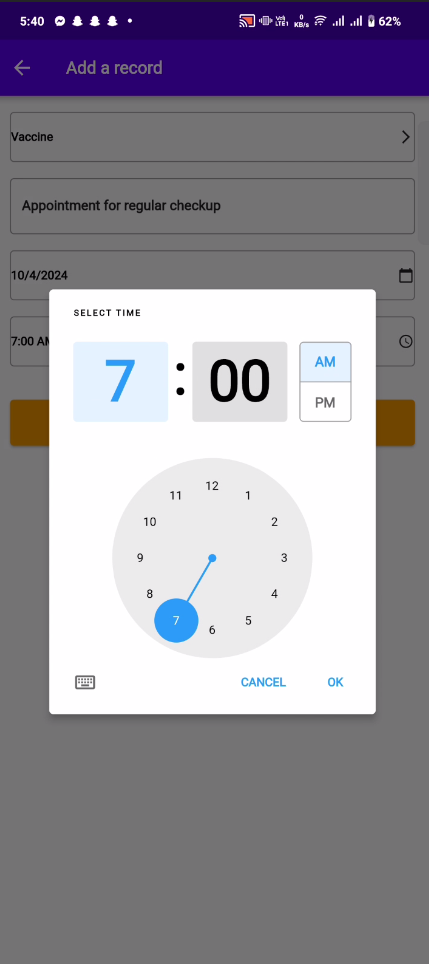 5:40 Vo) LTE1 0 KB/s 62%
Add a record
Vaccine
Appointment for regular checkup
10/4/2024
7:00 AM
SELECT TIME
7 : 00
AM
PM
12
11 1
10 2
9 3
8 4
7 5
6
CANCEL OK